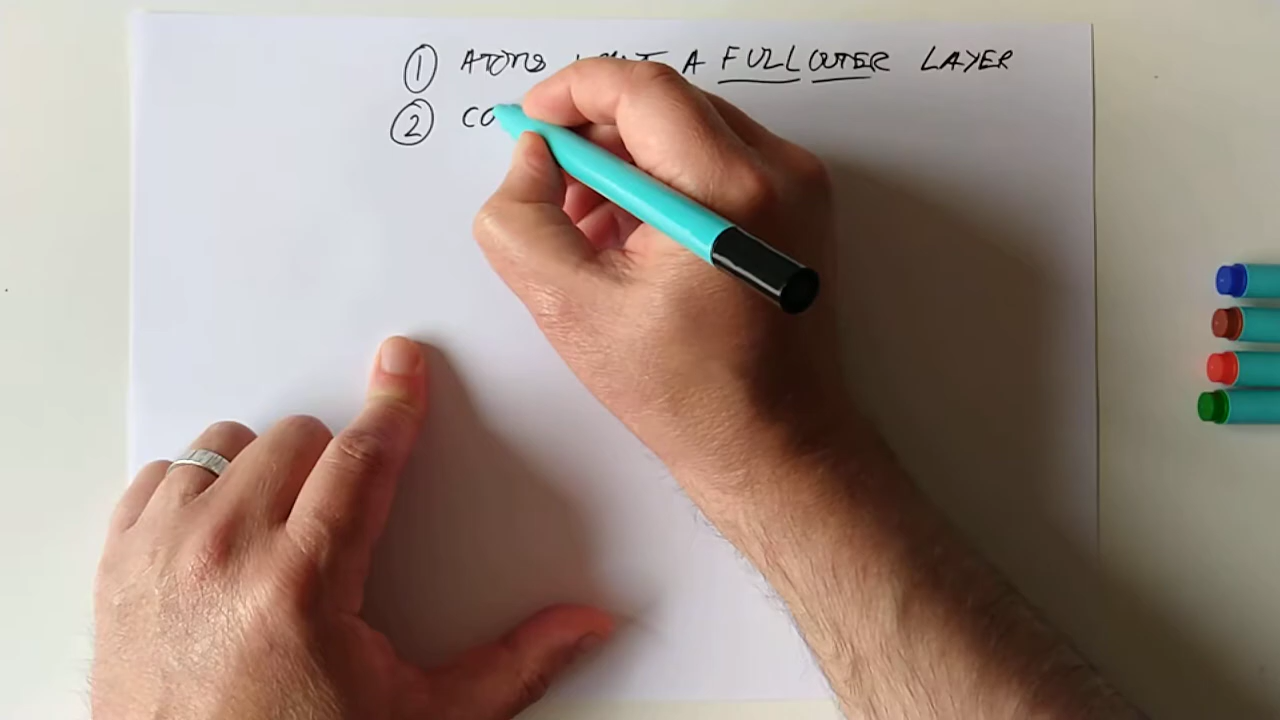 ① ATOMS A FULL OUTER LAYER
② CO